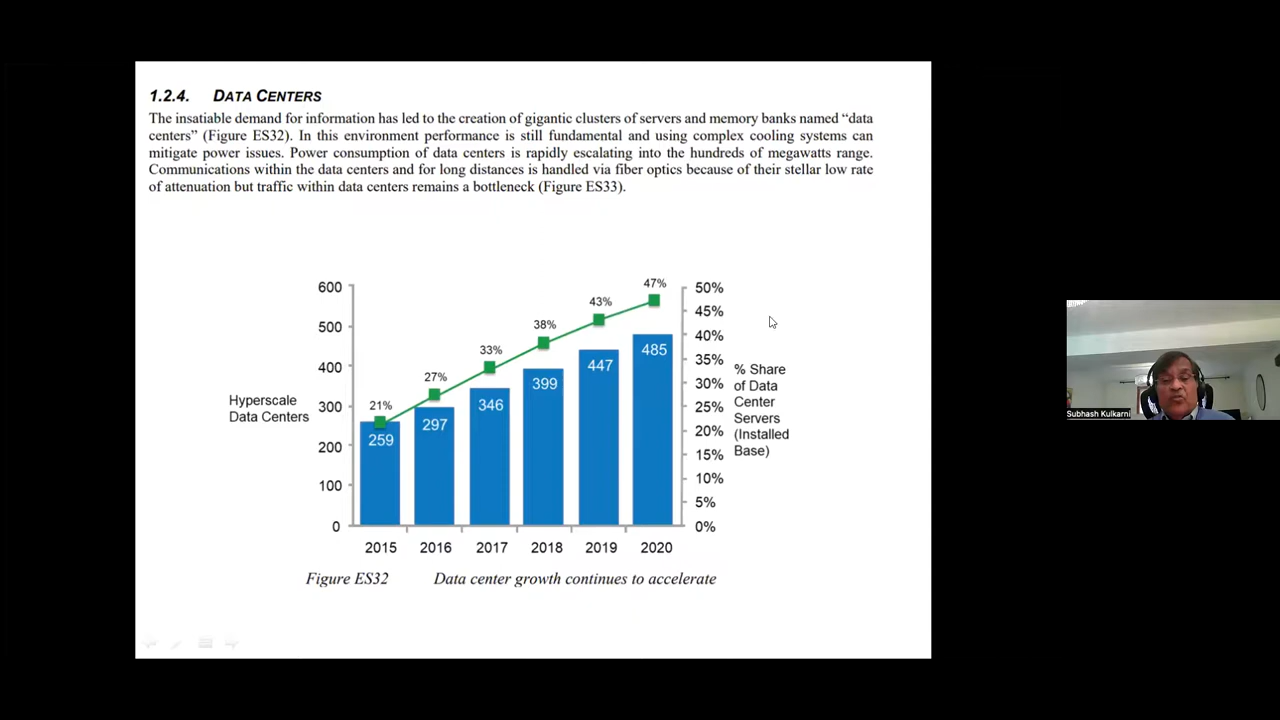 1.2.4. DATA CENTERS
The insatiable demand for information has led to the creation of gigantic clusters of servers and memory banks named “data
centers” (Figure ES32). In this environment performance is still fundamental and using complex cooling systems can
mitigate power issues. Power consumption of data centers is rapidly escalating into the hundreds of megawatts range.
Communications within the data centers and for long distances is handled via fiber optics because of their stellar low rate
of attenuation but traffic within data centers remains a bottleneck (Figure ES33).
600
500
400
300
200
100
0
Hyperscale
Data Centers
21%
27%
33%
38%
43%
47%
259
297
346
399
447
485
50%
45%
40%
35%
30%
25%
20%
15%
10%
5%
0%
% Share
of Data
Center
Servers
(Installed
Base)
2015 2016 2017 2018 2019 2020
Figure ES32 Data center growth continues to accelerate
Subhash Kulkarni